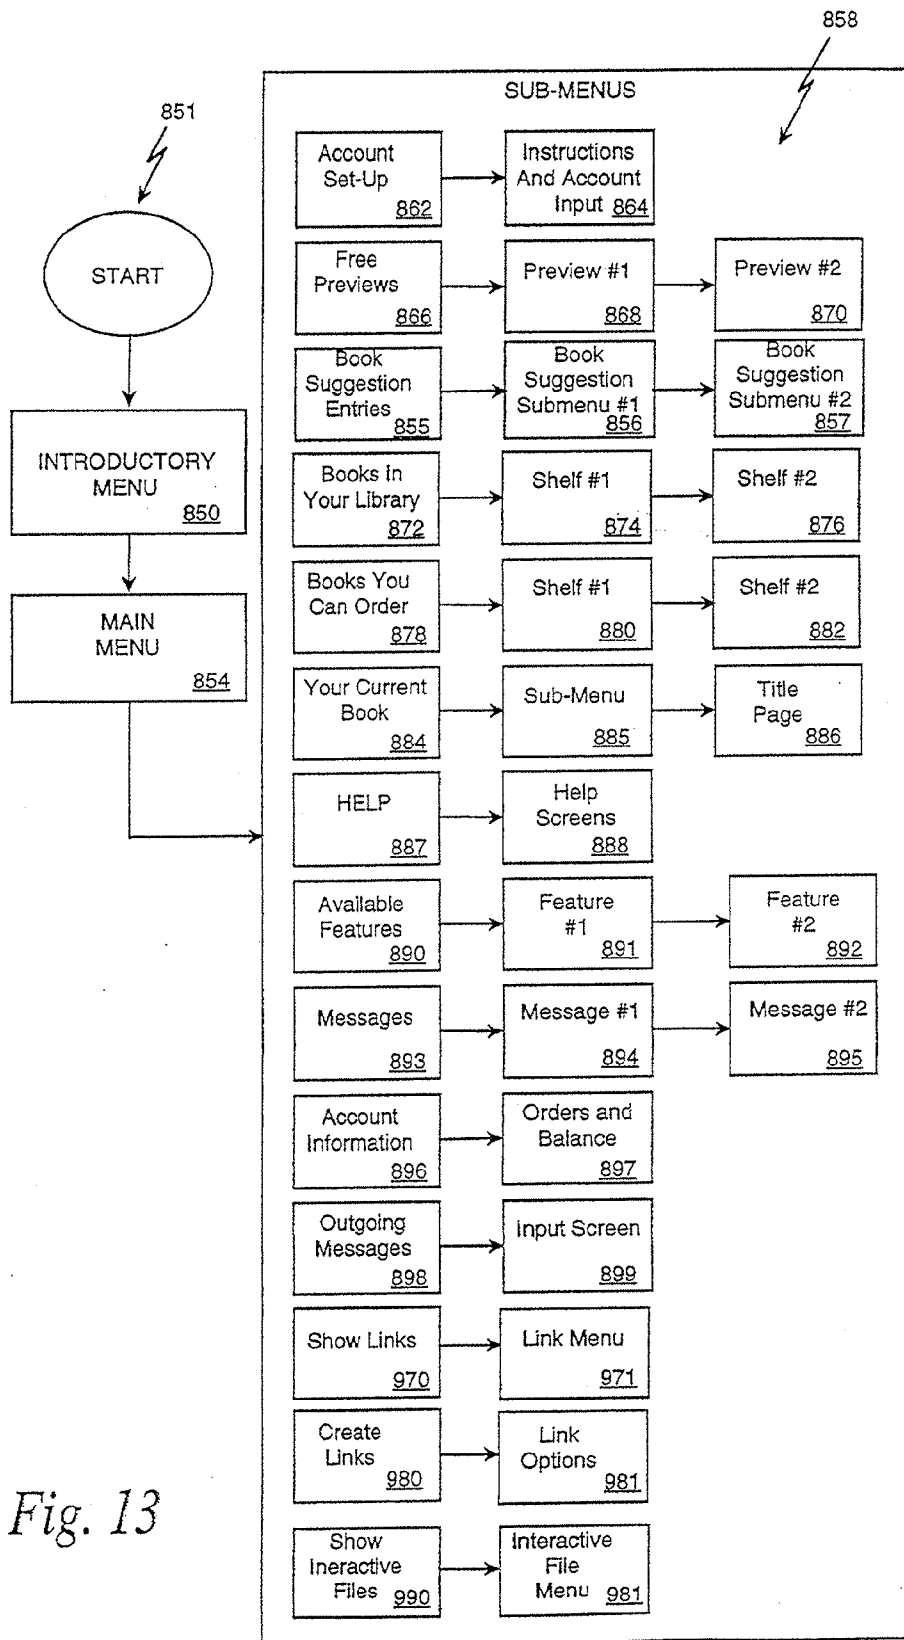 858
SUB-MENUS
851
START
INTRODUCTORY
MENU
850
MAIN
MENU
854
Account
Set-Up
862
Instructions
And Account
Input 864
Free
Previews
866
Preview #1
868
Preview #2
870
Book
Suggestion
Entries
855
Book
Suggestion
Submenu #1
856
Book
Suggestion
Submenu #2
857
Books In
Your Library
872
Shelf #1
874
Shelf #2
876
Books You
Can Order
878
Shelf #1
880
Shelf #2
882
Your Current
Book
884
Sub-Menu
885
Title
Page
886
HELP
887
Help
Screens
888
Available
Features
890
Feature
#1
891
Feature
#2
892
Messages
893
Message #1
894
Message #2
895
Account
Information
896
Orders and
Balance
897
Outgoing
Messages
898
Input Screen
899
Show Links
970
Link Menu
971
Create
Links
980
Link
Options
981
Show
Ineractive
Files 990
Interactive
File
Menu 981
Fig. 13